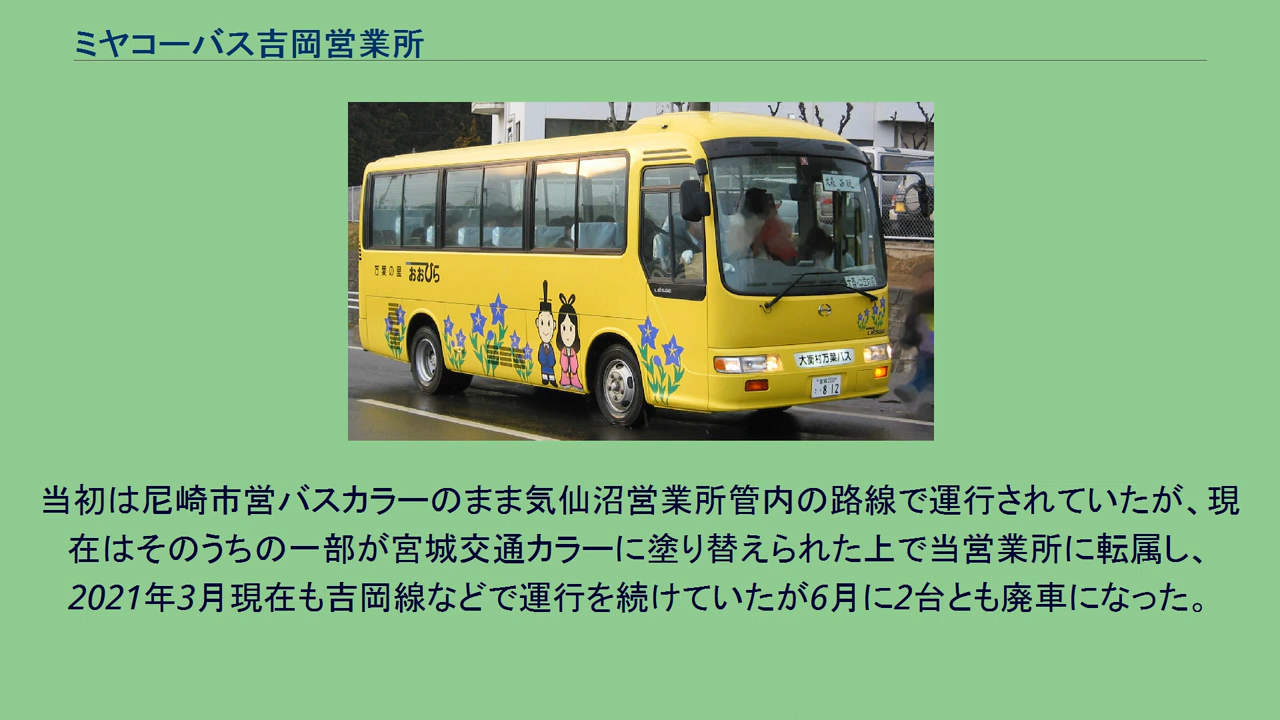 ミヤコーバス吉岡営業所
万葉の里 おおひら
大衡村万葉バス
812
当初は尼崎市営バスカラーのまま気仙沼営業所管内の路線で運行されていたが、現
在はそのうちの一部が宮城交通カラーに塗り替えられた上で当営業所に転属し、
2021年3月現在も吉岡線などで運行を続けていたが6月に2台とも廃車になった。